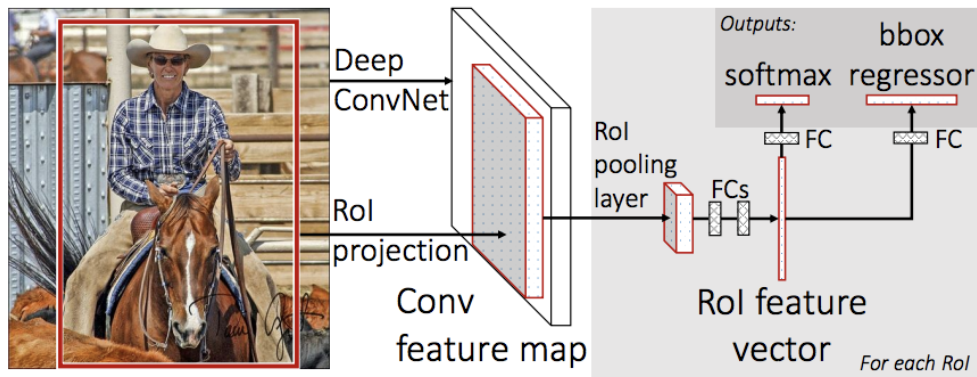 Deep
ConvNet
RoI
projection
Conv
feature map
RoI
pooling
layer
FCs
Outputs:
softmax
bbox
regressor
FC
FC
RoI feature
vector
For each RoI